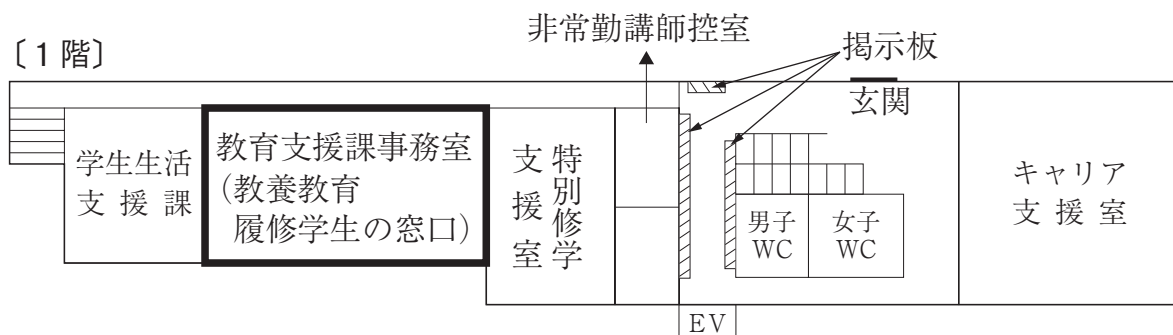 〔1階〕
非常勤講師控室
掲示板
玄関
学生生活
支援課
教育支援課事務室
(教養教育
履修学生の窓口)
特別修学
支援室
男子
WC
女子
WC
キャリア
支援室
EV